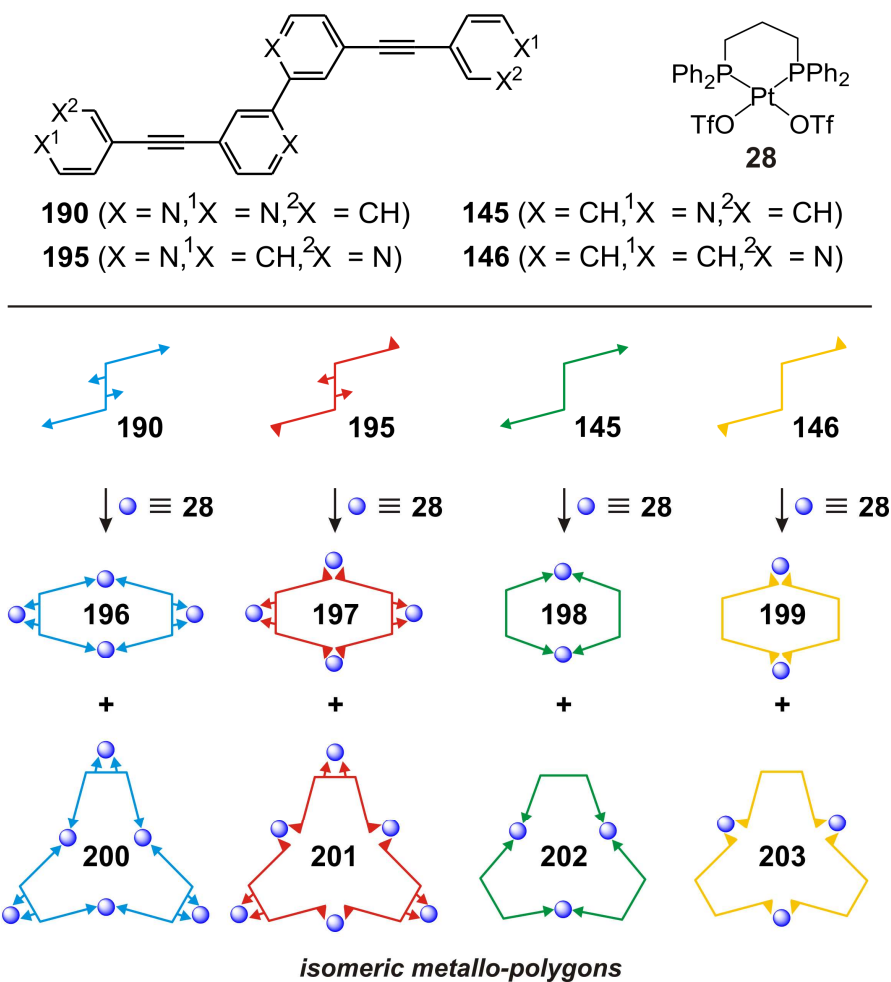 X
X¹
X²
X²
X¹
X
Ph₂P
PPh₂
Pt
TfO
OTf
28
190 (X = N,¹X = N,²X = CH)
145 (X = CH,¹X = N,²X = CH)
195 (X = N,¹X = CH,²X = N)
146 (X = CH,¹X = CH,²X = N)
190
195
145
146
≡ 28
≡ 28
≡ 28
≡ 28
196
197
198
199
+
+
+
+
200
201
202
203
isomeric metallo-polygons